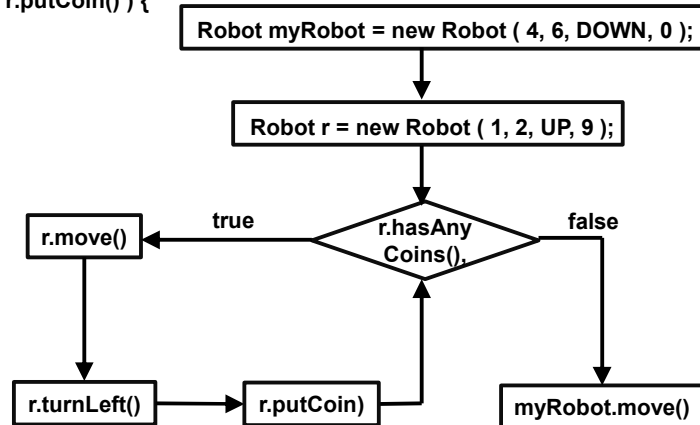 r.putCoin() ) {
Robot myRobot = new Robot ( 4, 6, DOWN, 0 );
Robot r = new Robot ( 1, 2, UP, 9 );
true
false
r.move()
r.hasAny
Coins(),
r.turnLeft()
r.putCoin)
myRobot.move()